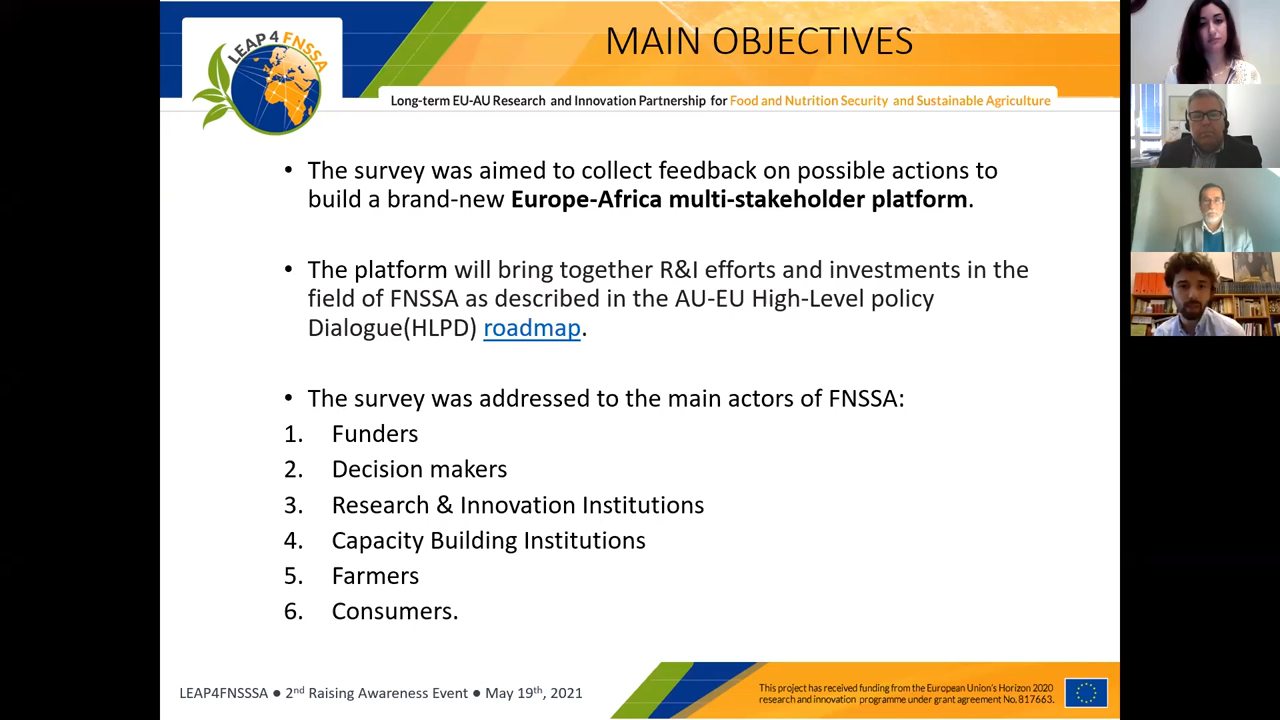 LEAP 4 FNSSA
MAIN OBJECTIVES
Long-term EU-AU Research and Innovation Partnership for Food and Nutrition Security and Sustainable Agriculture
• The survey was aimed to collect feedback on possible actions to
build a brand-new Europe-Africa multi-stakeholder platform.
• The platform will bring together R&I efforts and investments in the
field of FNSSA as described in the AU-EU High-Level policy
Dialogue(HLPD) roadmap.
• The survey was addressed to the main actors of FNSSA:
1. Funders
2. Decision makers
3. Research & Innovation Institutions
4. Capacity Building Institutions
5. Farmers
6. Consumers.
LEAP4FNSSSA ● 2nd Raising Awareness Event ● May 19th, 2021
This project has received funding from the European Union's Horizon 2020
research and innovation programme under grant agreement No. 817663.